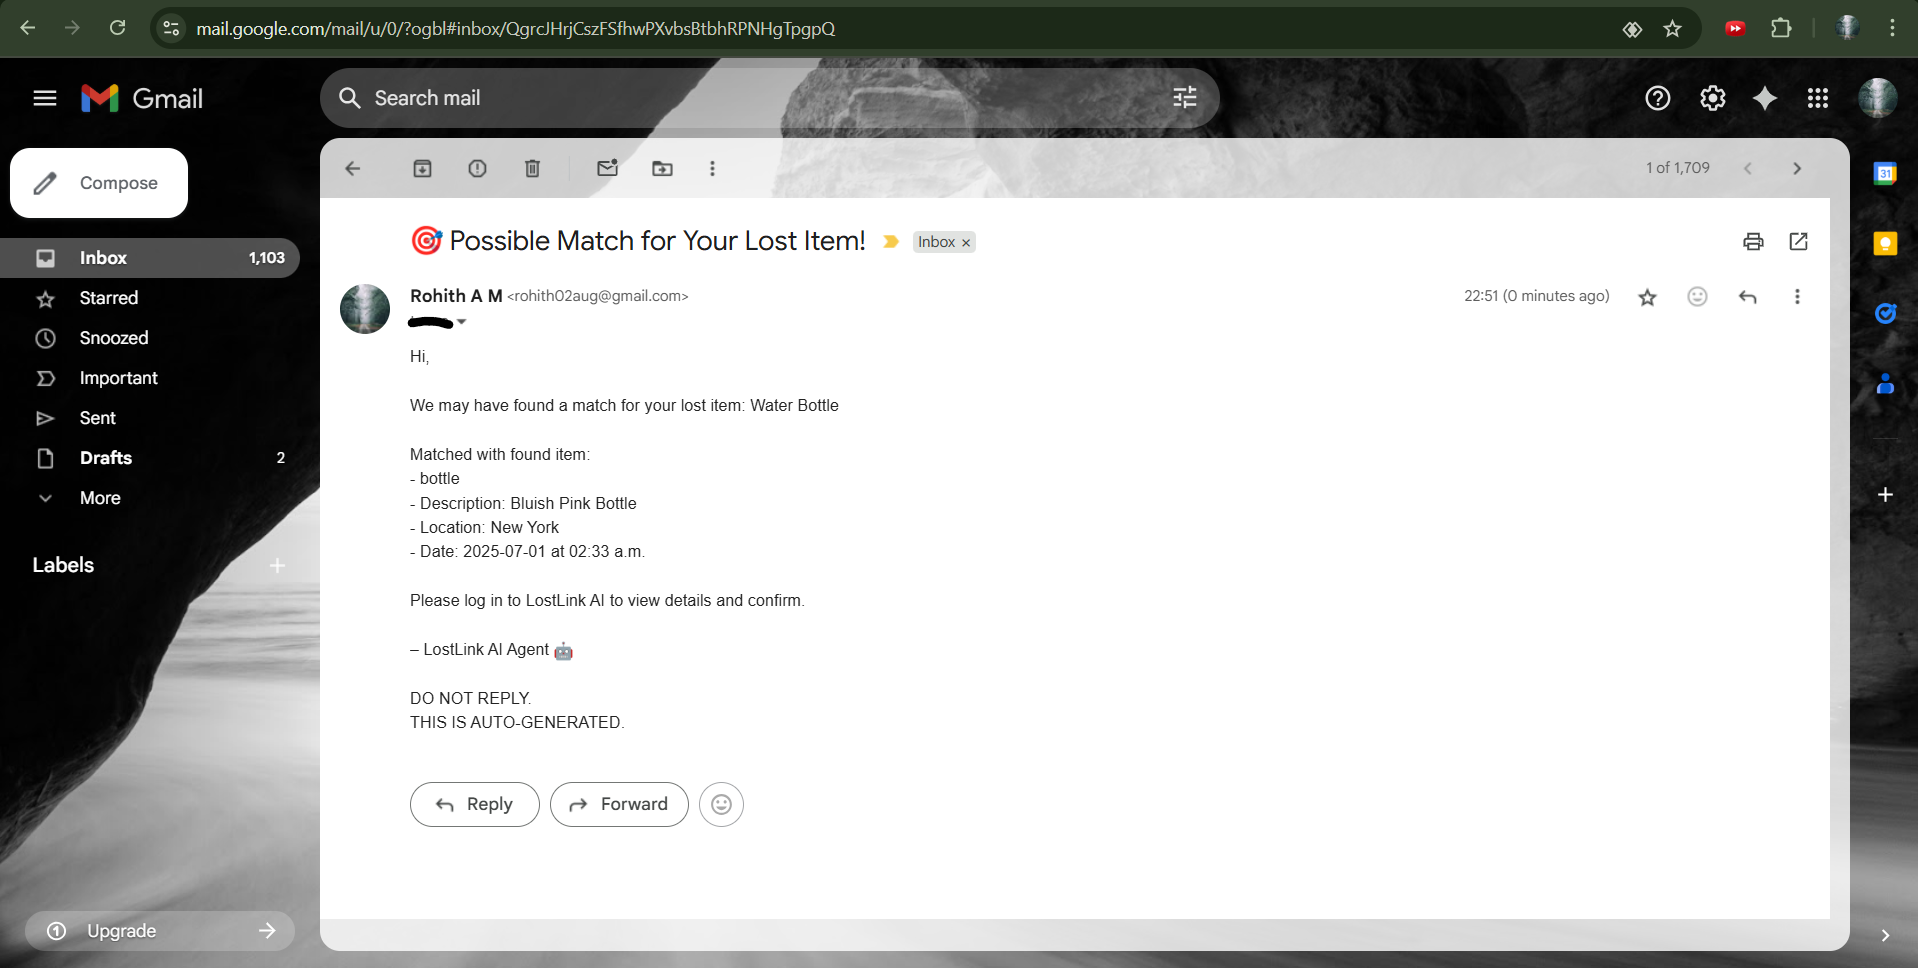 mail.google.com/mail/u/0/?ogbl#inbox/QgrcJHrjCszFSfhwPXvbsBtbhRPNHgTpgpQ
Gmail
Search mail
Compose
1 of 1,709
Inbox 1,103
Starred
Snoozed
Important
Sent
Drafts 2
More
Labels
Upgrade
🎯 Possible Match for Your Lost Item!
Inbox ×
Rohith A M <rohith02aug@gmail.com>
22:51 (0 minutes ago)
Hi,
We may have found a match for your lost item: Water Bottle
Matched with found item:
- bottle
- Description: Bluish Pink Bottle
- Location: New York
- Date: 2025-07-01 at 02:33 a.m.
Please log in to LostLink AI to view details and confirm.
– LostLink AI Agent 🤖
DO NOT REPLY.
THIS IS AUTO-GENERATED.
Reply
Forward
31